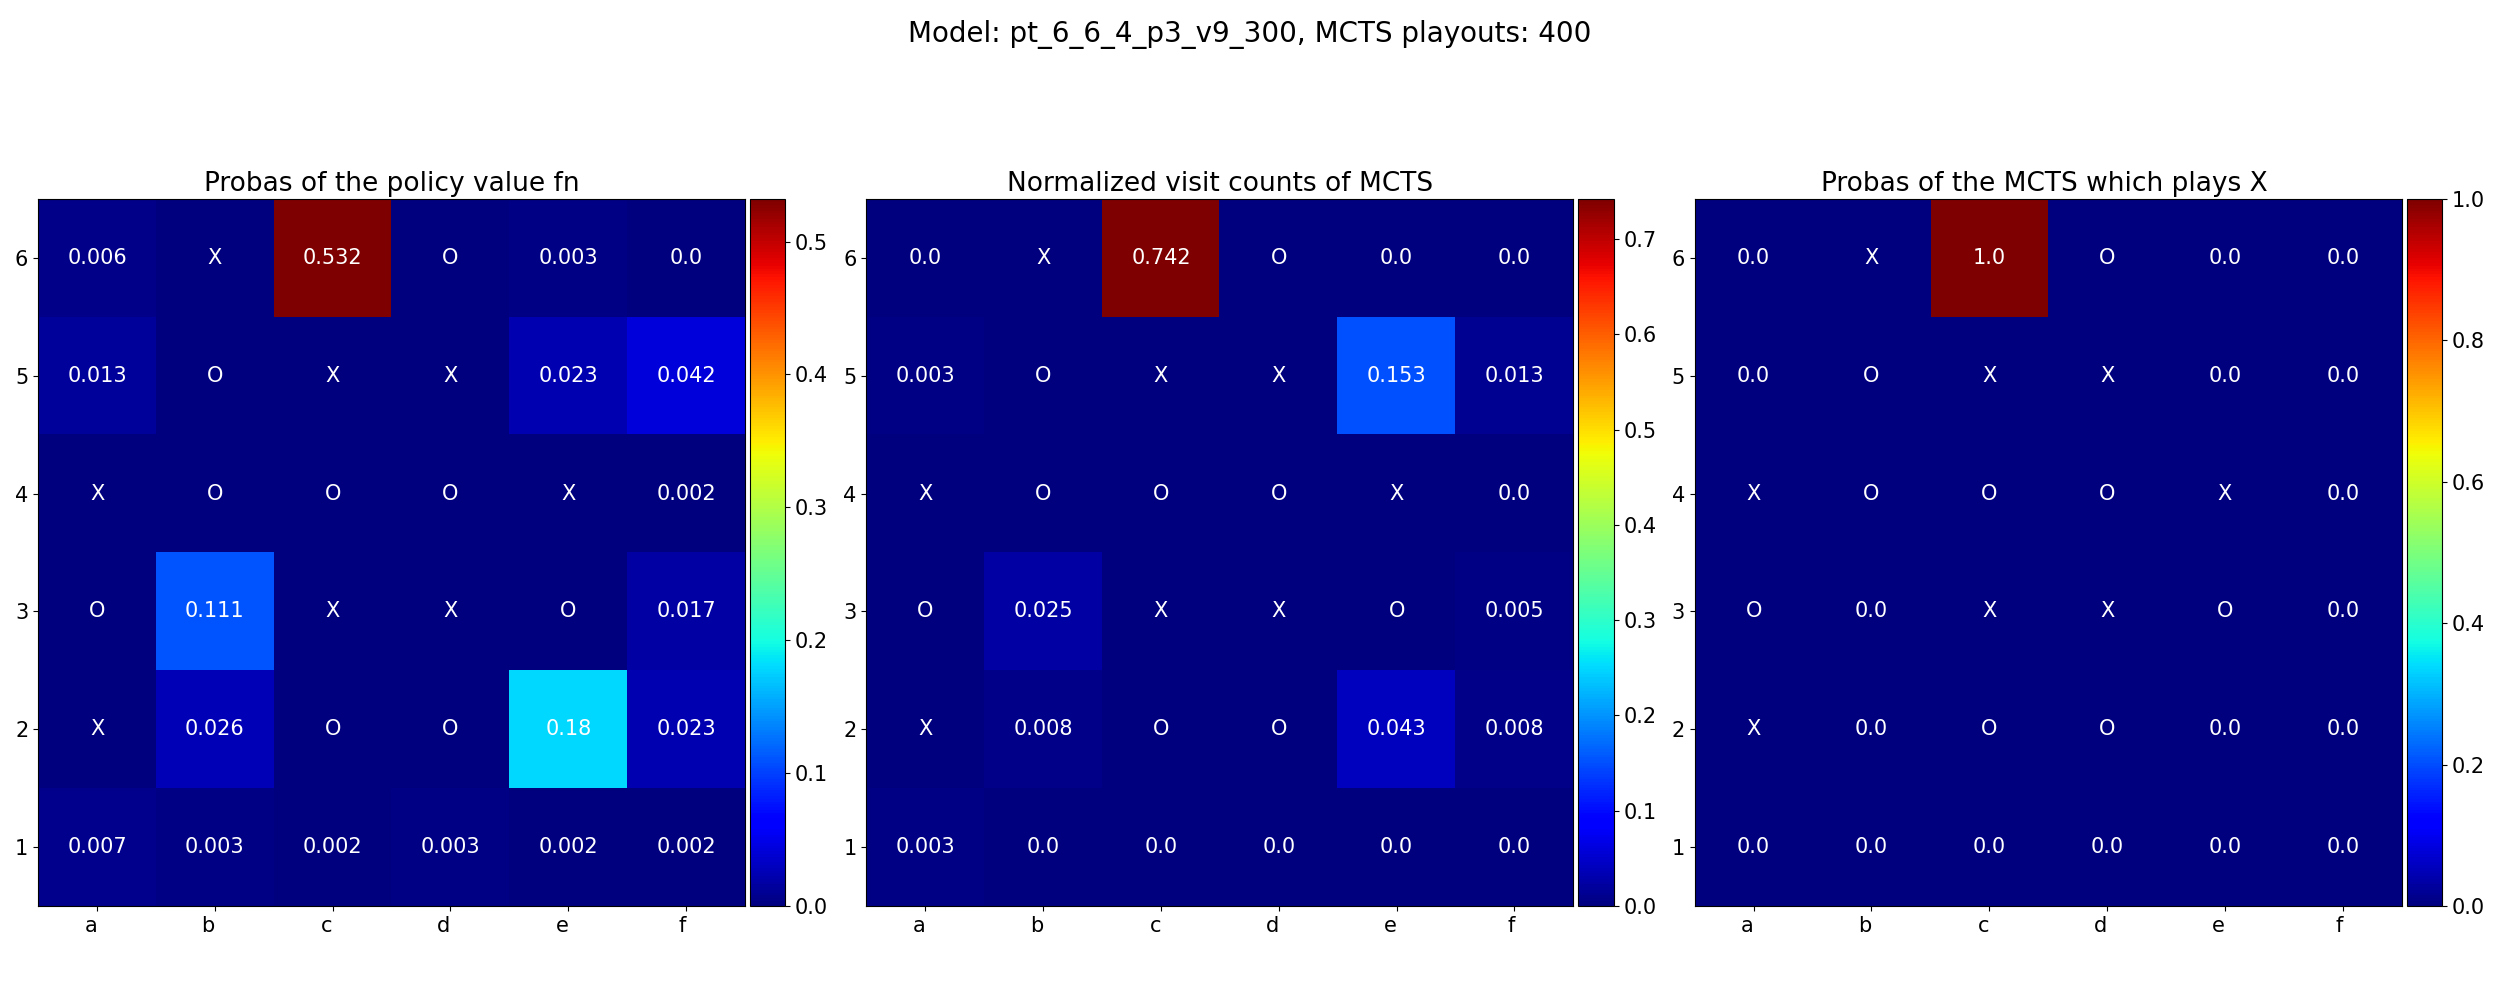 Model: pt_6_6_4_p3_v9_300, MCTS playouts: 400
Probas of the policy value fn
6 0.006 X 0.532 O 0.003 0.0
5 0.013 O X X 0.023 0.042
4 X O O O X 0.002
3 O 0.111 X X O 0.017
2 X 0.026 O O 0.18 0.023
1 0.007 0.003 0.002 0.003 0.002 0.002
a b c d e f
0.5
0.4
0.3
0.2
0.1
0.0
Normalized visit counts of MCTS
6 0.0 X 0.742 O 0.0 0.0
5 0.003 O X X 0.153 0.013
4 X O O O X 0.0
3 O 0.025 X X O 0.005
2 X 0.008 O O 0.043 0.008
1 0.003 0.0 0.0 0.0 0.0 0.0
a b c d e f
0.7
0.6
0.5
0.4
0.3
0.2
0.1
0.0
Probas of the MCTS which plays X
6 0.0 X 1.0 O 0.0 0.0
5 0.0 O X X 0.0 0.0
4 X O O O X 0.0
3 O 0.0 X X O 0.0
2 X 0.0 O O 0.0 0.0
1 0.0 0.0 0.0 0.0 0.0 0.0
a b c d e f
1.0
0.8
0.6
0.4
0.2
0.0